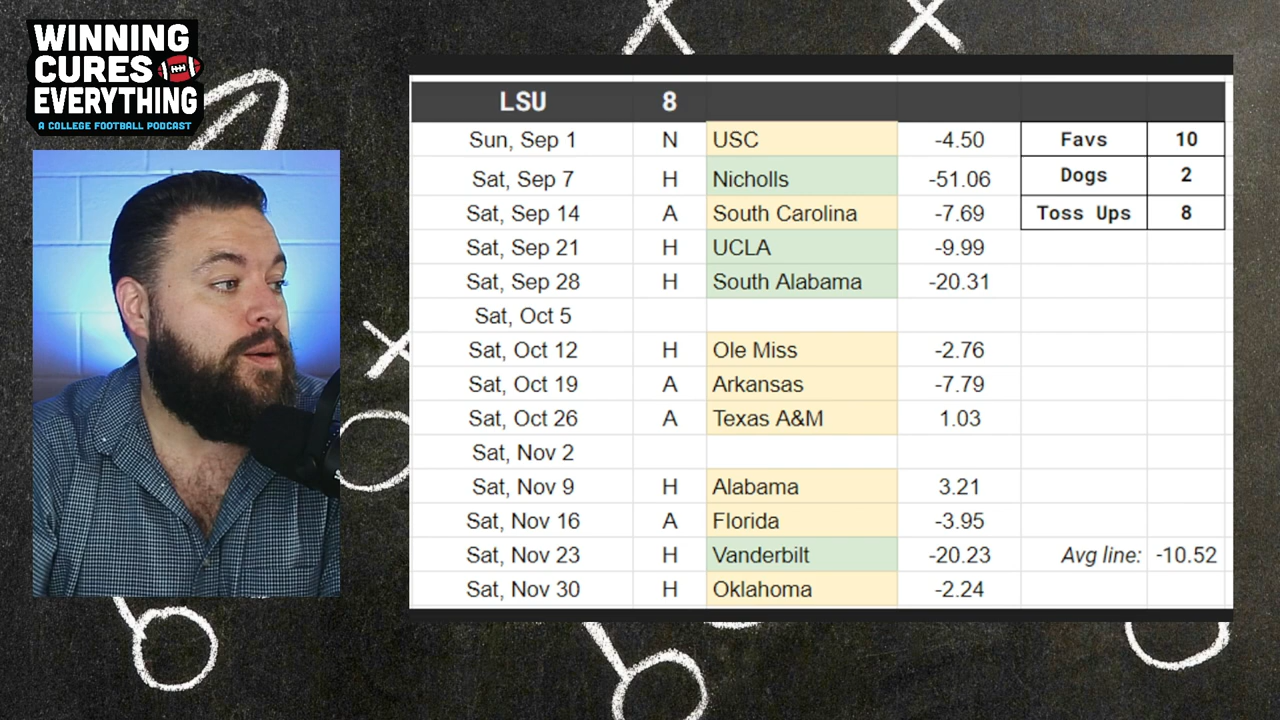 WINNING
CURES
EVERYTHING
A COLLEGE FOOTBALL PODCAST
LSU 8
Sun, Sep 1 N USC -4.50 Favs 10
Sat, Sep 7 H Nicholls -51.06 Dogs 2
Sat, Sep 14 A South Carolina -7.69 Toss Ups 8
Sat, Sep 21 H UCLA -9.99
Sat, Sep 28 H South Alabama -20.31
Sat, Oct 5
Sat, Oct 12 H Ole Miss -2.76
Sat, Oct 19 A Arkansas -7.79
Sat, Oct 26 A Texas A&M 1.03
Sat, Nov 2
Sat, Nov 9 H Alabama 3.21
Sat, Nov 16 A Florida -3.95
Sat, Nov 23 H Vanderbilt -20.23 Avg line: -10.52
Sat, Nov 30 H Oklahoma -2.24